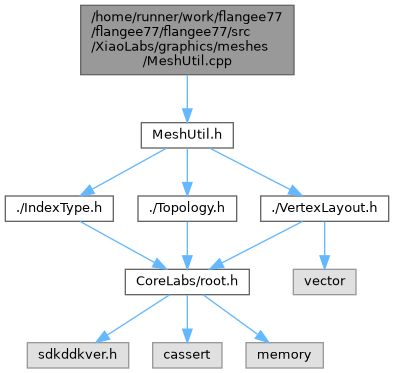 /home/runner/work/flangee77
/flangee77/flangee77/src
/XiaoLabs/graphics/meshes
/MeshUtil.cpp
MeshUtil.h
./IndexType.h
./Topology.h
./VertexLayout.h
CoreLabs/root.h
vector
sdkddkver.h
cassert
memory